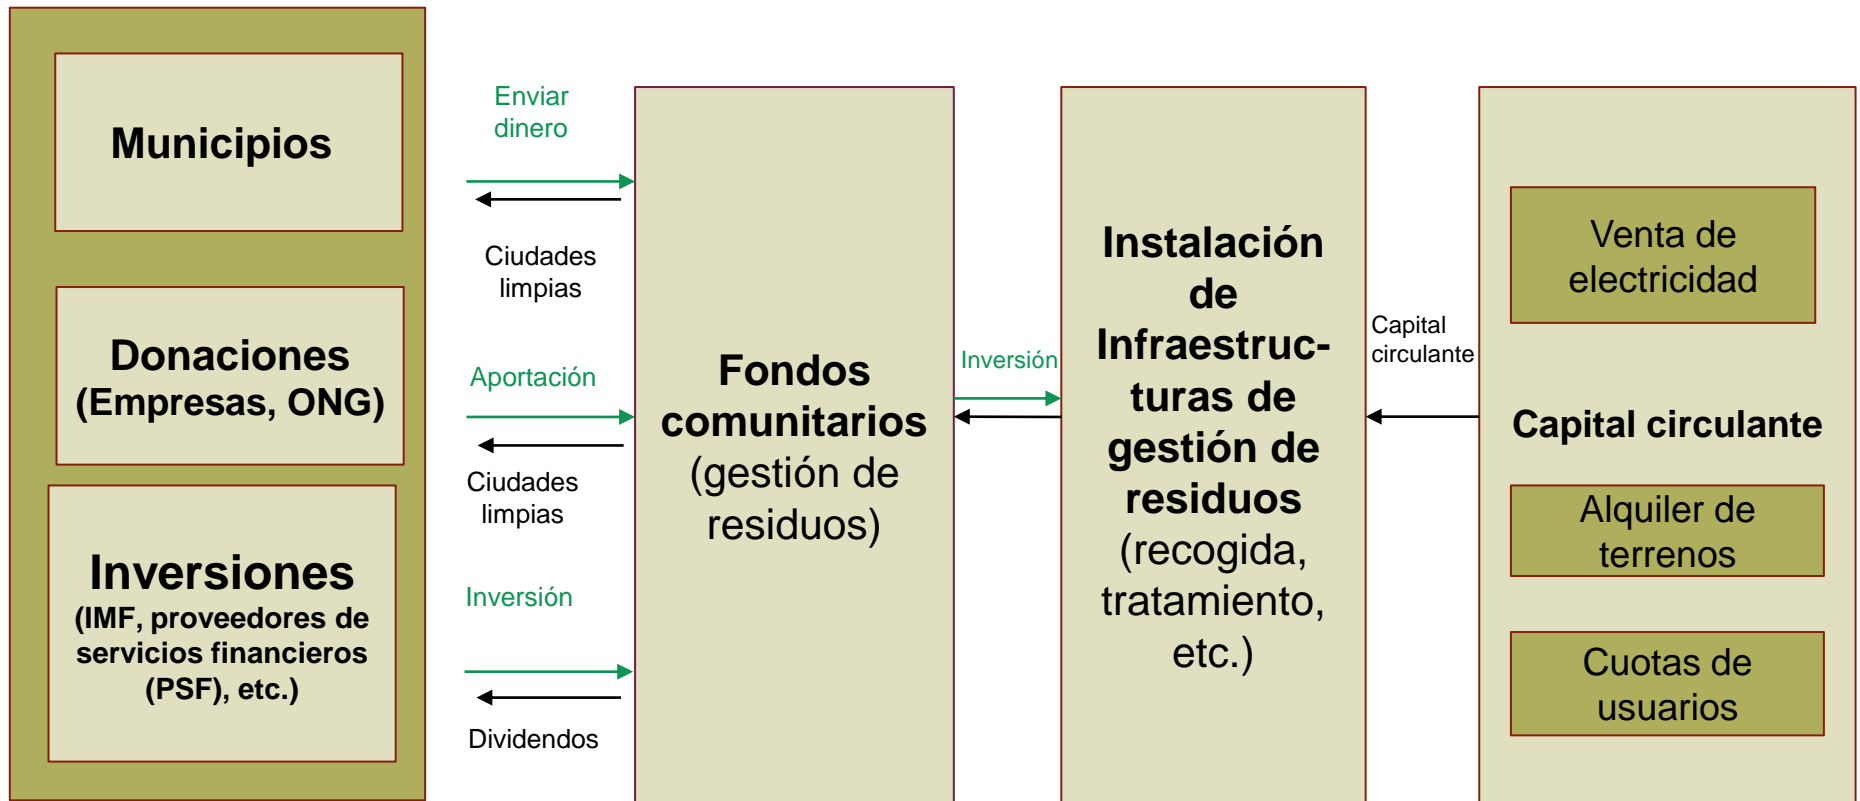 Municipios
Donaciones
(Empresas, ONG)
Inversiones
(IMF, proveedores de
servicios financieros
(PSF), etc.)
Enviar
dinero
Ciudades
limpias
Aportación
Ciudades
limpias
Inversión
Dividendos
Fondos
comunitarios
(gestión de
residuos)
Inversión
Instalación
de
Infraestruc-
turas de
gestión de
residuos
(recogida,
tratamiento,
etc.)
Capital
circulante
Venta de
electricidad
Capital circulante
Alquiler de
terrenos
Cuotas de
usuarios